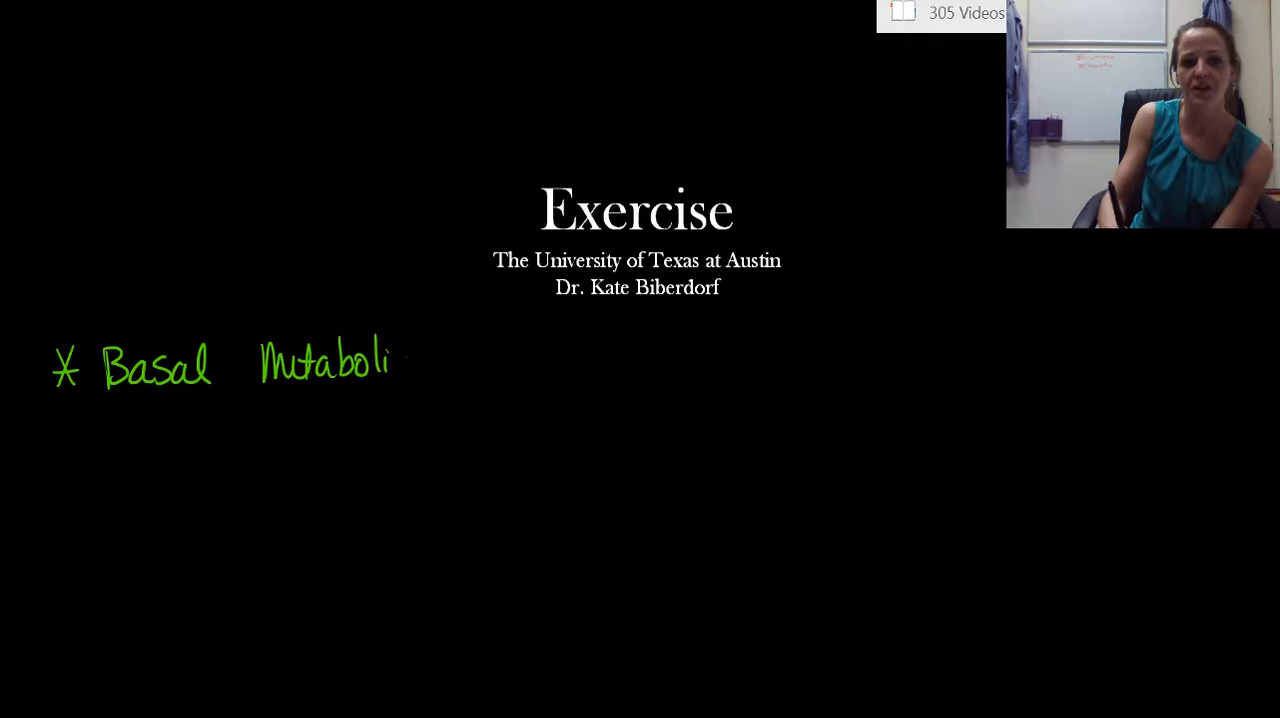 305 Videos
Exercise
The University of Texas at Austin
Dr. Kate Biberdorf
* Basal Metaboli